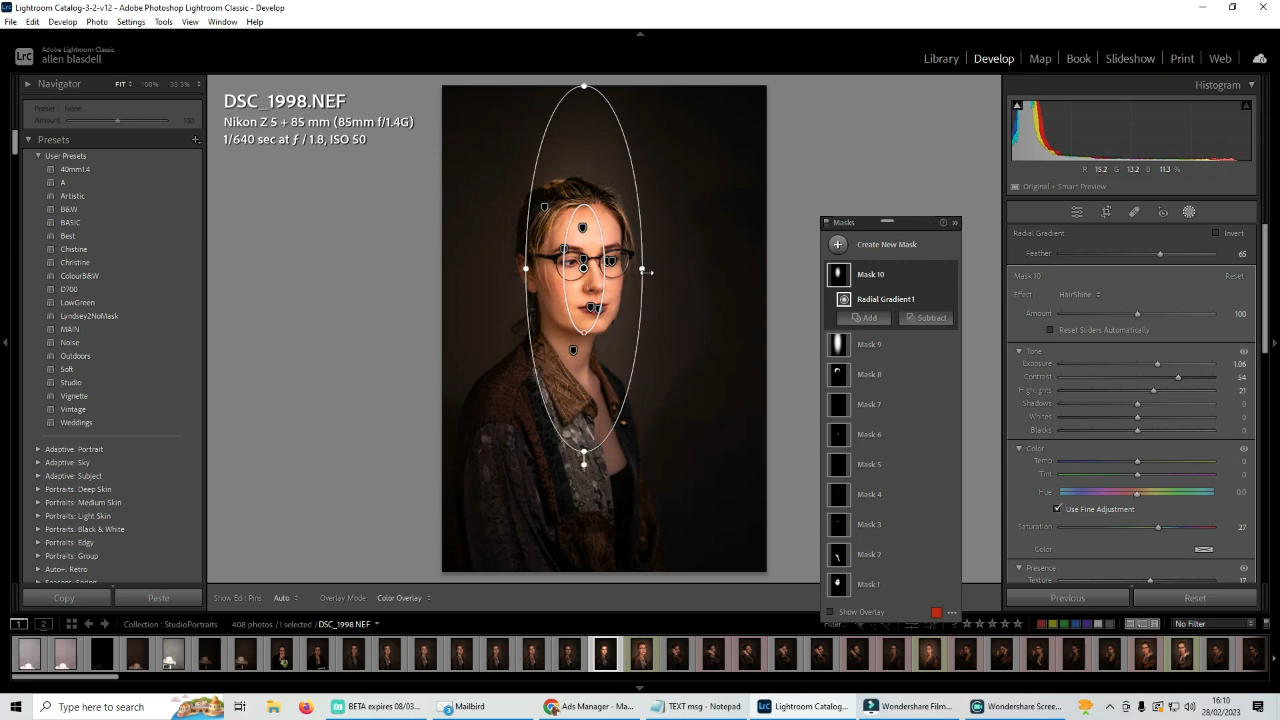 Lightroom Catalog-3-2-v12 - Adobe Photoshop Lightroom Classic - Develop
File Edit Develop Photo Settings Tools View Window Help
Lrc
Adobe Lightroom Classic
allen blasdell
Library | Develop | Map | Book | Slideshow | Print | Web
Navigator FIT 100% 33.3%
Preset: None
Amount 100
Presets
User Presets
40mm1.4
A
Artistic
B&W
BASIC
Best
Christine
Christine
ColourB&W
D700
LowGreen
Lyndsey2NoMask
MAIN
Noise
Outdoors
Soft
Studio
Vignette
Vintage
Weddings
Adaptive: Portrait
Adaptive: Sky
Adaptive: Subject
Portraits: Deep Skin
Portraits: Medium Skin
Portraits: Light Skin
Portraits: Black & White
Portraits: Edgy
Portraits: Group
Auto+: Retro
Seasons: Spring
Copy... Paste
DSC_1998.NEF
Nikon Z 5 + 85 mm (85mm f/1.4G)
1/640 sec at ƒ / 1.8, ISO 50
Masks
Create New Mask
Mask 10
Radial Gradient 1
Add Subtract
Mask 9
Mask 8
Mask 7
Mask 6
Mask 5
Mask 4
Mask 3
Mask 2
Mask 1
Show Overlay
Histogram
R 15.2 G 13.2 B 11.3 %
Original + Smart Preview
Radial Gradient Invert
Feather 65
Mask 10 Reset
Effect : HairShine
Amount 100
Reset Sliders Automatically
Tone
Exposure 1.06
Contrast 54
Highlights 21
Shadows 0
Whites 0
Blacks 0
Color
Temp 0
Tint 0
Hue 0.0
Use Fine Adjustment
Saturation 27
Color
Presence
Texture 17
Previous Reset
Show Edit Pins: Auto Overlay Mode: Color Overlay
1 2 Collection : StudioPortraits 408 photos / 1 selected / DSC_1998.NEF Filter : No Filter
Type here to search
BETA expires 08/03...
Mailbird
Ads Manager - Ma...
TEXT msg - Notepad
Lightroom Catalog...
Wondershare Film...
Wondershare Scree...
16:10
28/02/2023